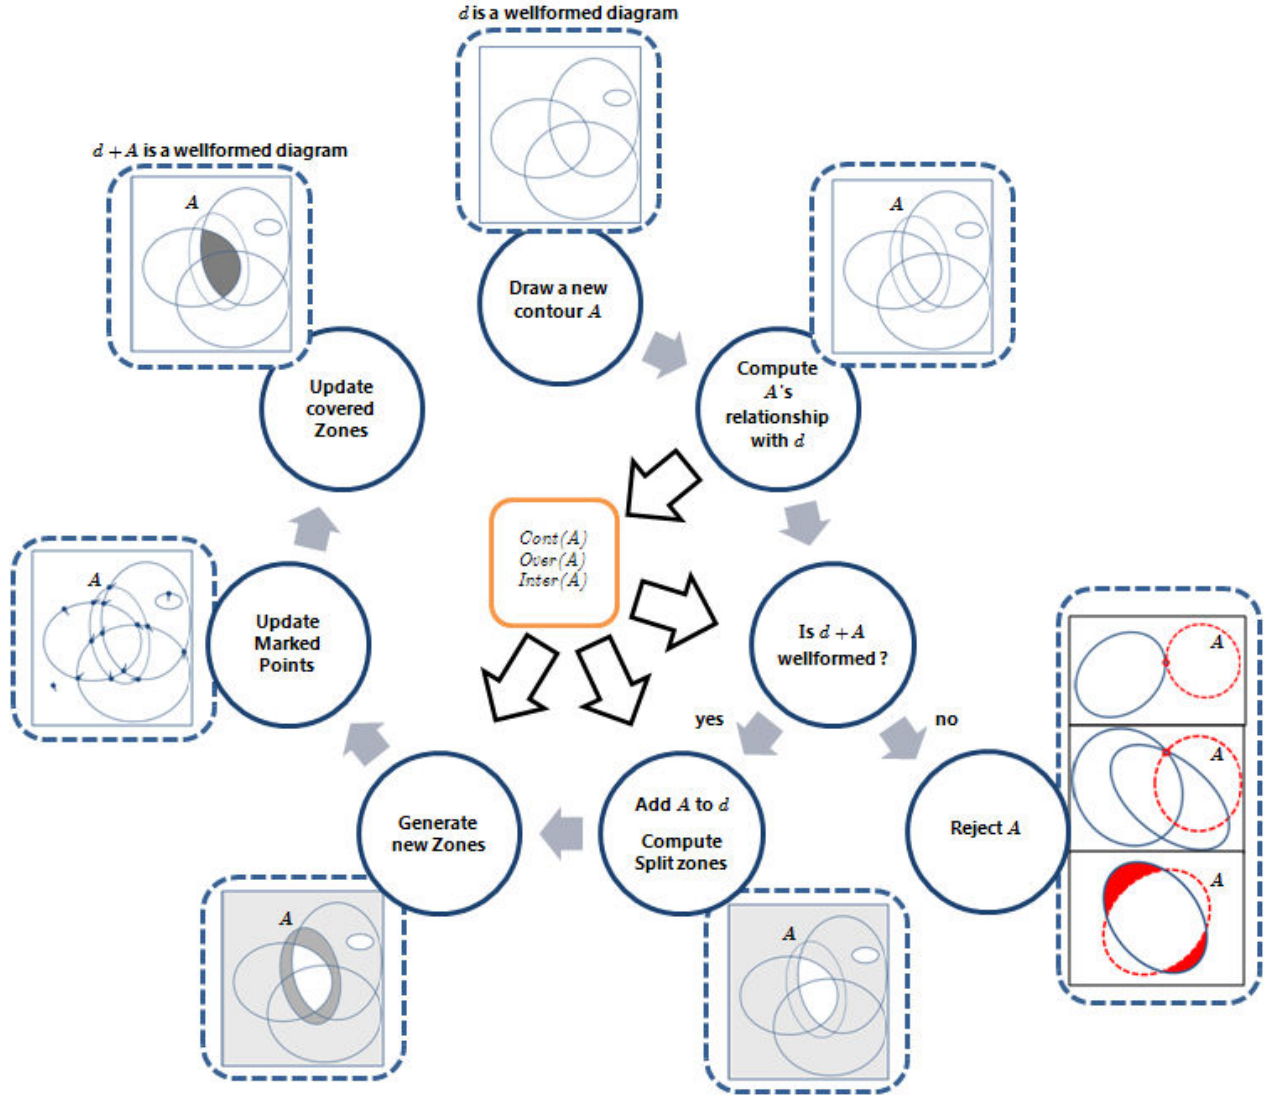 d is a wellformed diagram
d + A is a wellformed diagram
A
A
Draw a new
contour A
Compute
A's
relationship
with d
Update
covered
Zones
Cont(A)
Over(A)
Inter(A)
A
Update
Marked
Points
Is d + A
wellformed ?
A
yes
no
A
Add A to d
Compute
Split zones
Generate
new Zones
Reject A
A
A
A